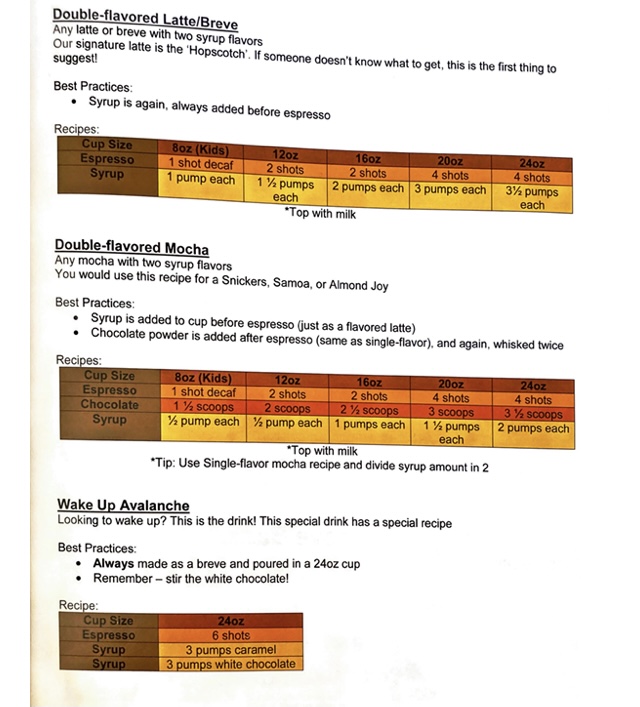 Double-flavored Latte/Breve
Any latte or breve with two syrup flavors
Our signature latte is the 'Hopscotch'. If someone doesn't know what to get, this is the first thing to
suggest!
Best Practices:
• Syrup is again, always added before espresso
Recipes:
Cup Size 8oz (Kids) 12oz 16oz 20oz 24oz
Espresso 1 shot decaf 2 shots 2 shots 4 shots 4 shots
Syrup 1 pump each 1 ½ pumps each 2 pumps each 3 pumps each 3½ pumps each
*Top with milk
Double-flavored Mocha
Any mocha with two syrup flavors
You would use this recipe for a Snickers, Samoa, or Almond Joy
Best Practices:
• Syrup is added to cup before espresso (just as a flavored latte)
• Chocolate powder is added after espresso (same as single-flavor), and again, whisked twice
Recipes:
Cup Size 8oz (Kids) 12oz 16oz 20oz 24oz
Espresso 1 shot decaf 2 shots 2 shots 4 shots 4 shots
Chocolate 1 ½ scoops 2 scoops 2 ½ scoops 3 scoops 3 ½ scoops
Syrup ½ pump each ½ pump each 1 pumps each 1 ½ pumps each 2 pumps each
*Top with milk
*Tip: Use Single-flavor mocha recipe and divide syrup amount in 2
Wake Up Avalanche
Looking to wake up? This is the drink! This special drink has a special recipe
Best Practices:
• Always made as a breve and poured in a 24oz cup
• Remember – stir the white chocolate!
Recipe:
Cup Size 24oz
Espresso 6 shots
Syrup 3 pumps caramel
Syrup 3 pumps white chocolate